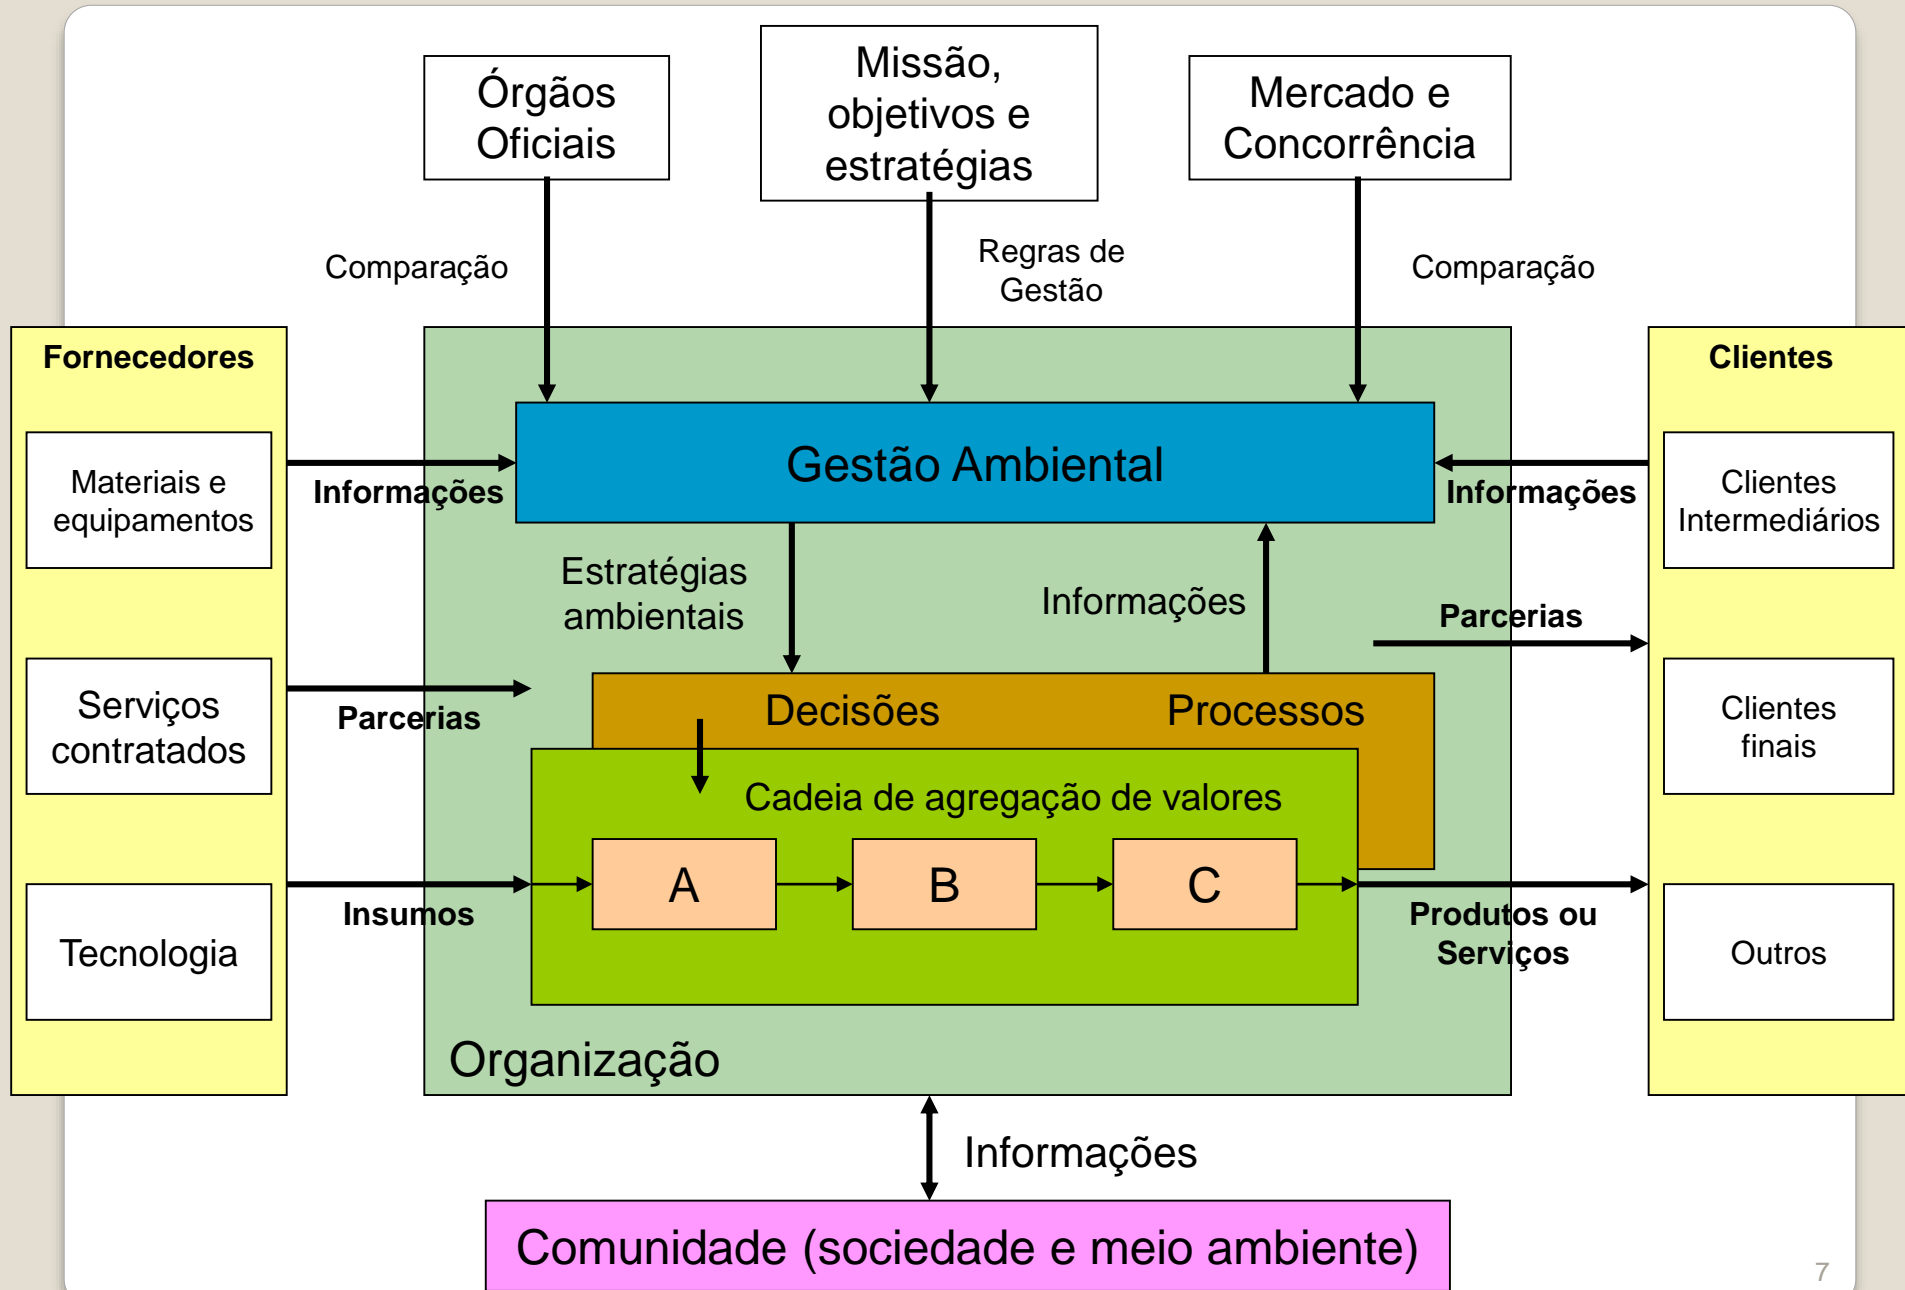 Órgãos
Oficiais
Missão,
objetivos e
estratégias
Mercado e
Concorrência
Comparação
Regras de
Gestão
Comparação
Fornecedores
Materiais e
equipamentos
Serviços
contratados
Tecnologia
Informações
Parcerias
Insumos
Gestão Ambiental
Estratégias
ambientais
Informações
Decisões
Processos
Cadeia de agregação de valores
A
B
C
Organização
Informações
Parcerias
Produtos ou
Serviços
Clientes
Clientes
Intermediários
Clientes
finais
Outros
Informações
Comunidade (sociedade e meio ambiente)
7